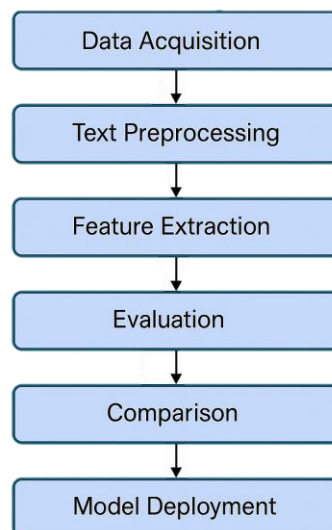 Data Acquisition
Text Preprocessing
Feature Extraction
Evaluation
Comparison
Model Deployment